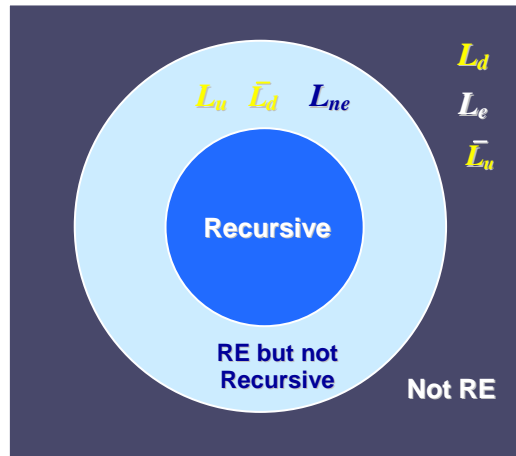 L_d
L_u L̄_d L_ne
L_e
L̄_u
Recursive
RE but not
Recursive
Not RE